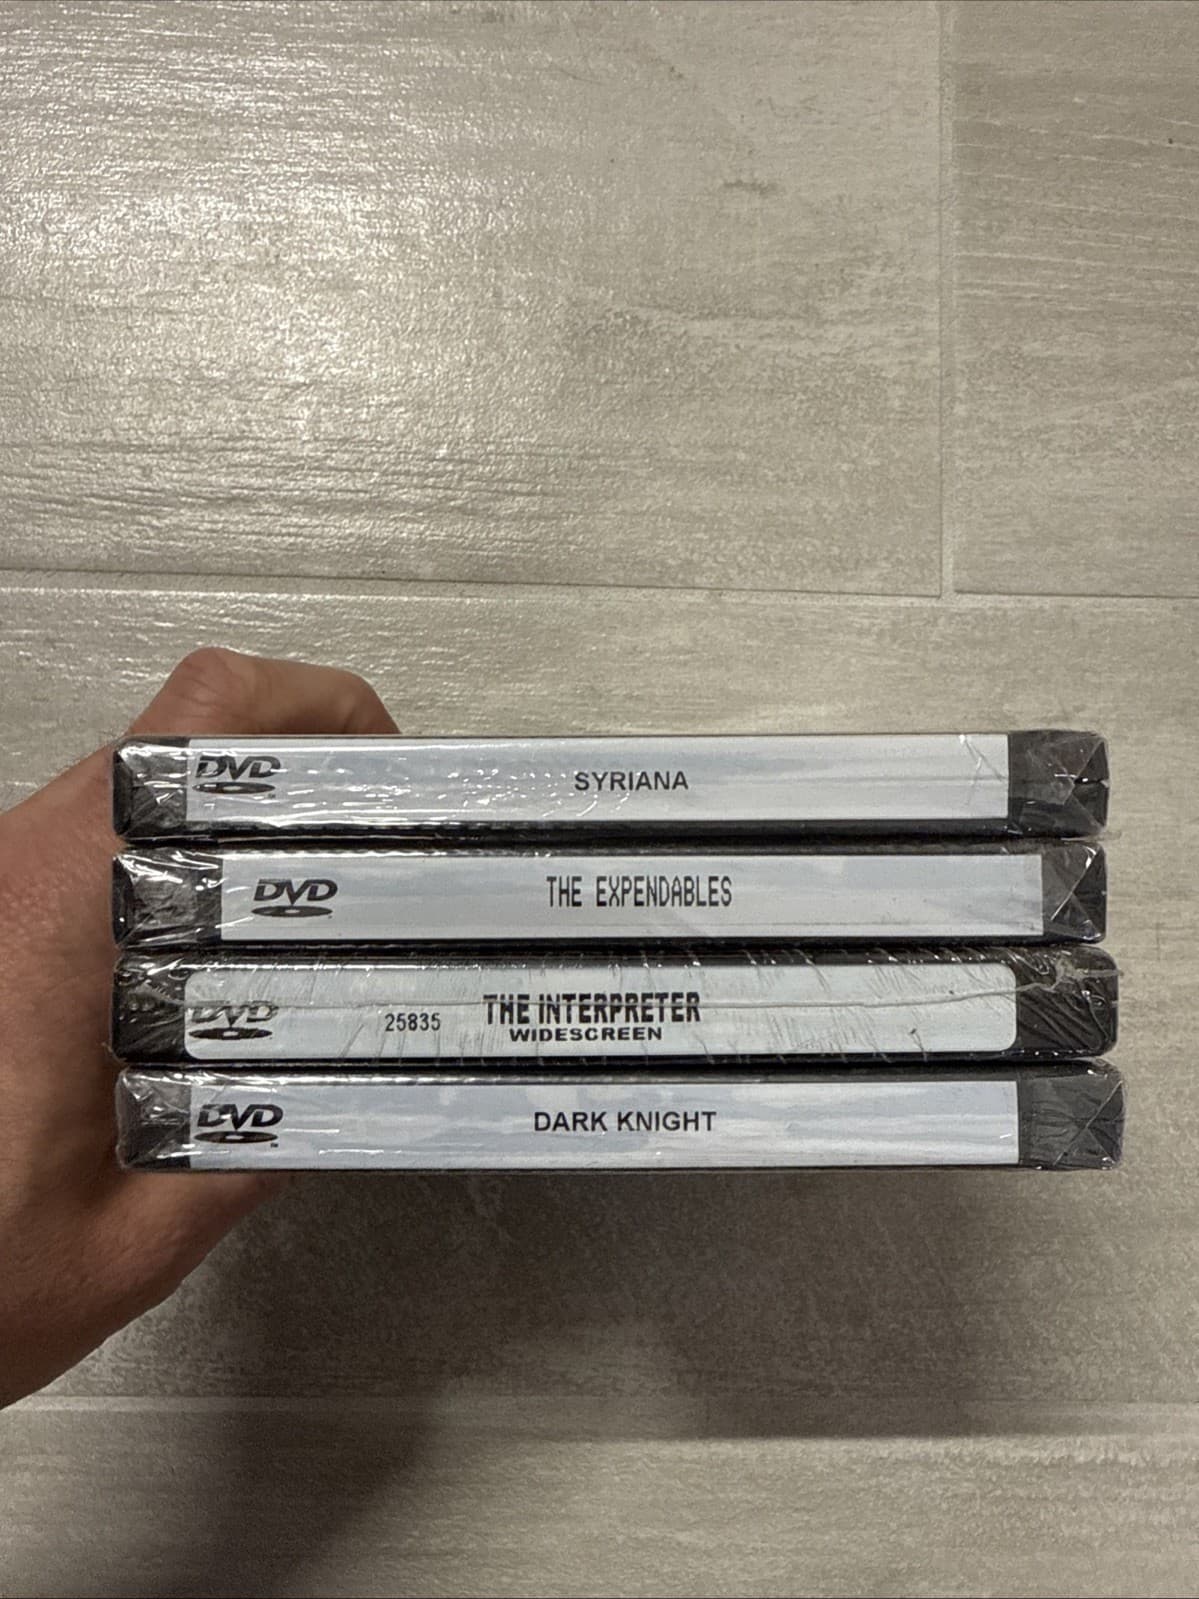 DVD
SYRIANA
DVD
THE EXPENDABLES
DVD
25835
THE INTERPRETER
WIDESCREEN
DVD
DARK KNIGHT